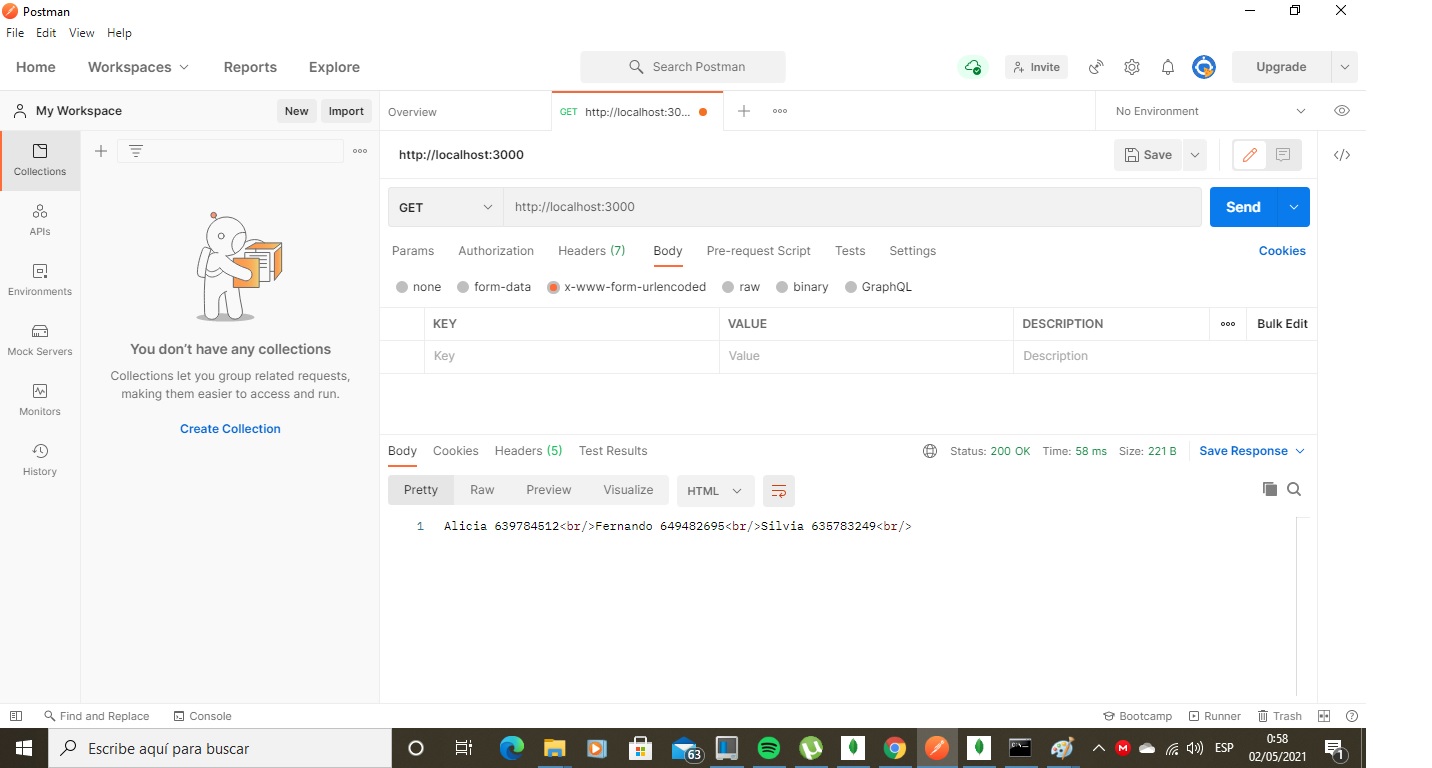 Postman
File Edit View Help
Home Workspaces Reports Explore Search Postman Invite Upgrade
My Workspace New Import Overview GET http://localhost:30... No Environment
http://localhost:3000 Save
Collections
GET http://localhost:3000 Send
APIs
Params Authorization Headers (7) Body Pre-request Script Tests Settings Cookies
none form-data x-www-form-urlencoded raw binary GraphQL
Environments
KEY VALUE DESCRIPTION Bulk Edit
Mock Servers
Key Value Description
You don't have any collections
Collections let you group related requests,
making them easier to access and run.
Monitors
Create Collection
Body Cookies Headers (5) Test Results Status: 200 OK Time: 58 ms Size: 221 B Save Response
History
Pretty Raw Preview Visualize HTML
1 Alicia 639784512<br/>Fernando 649482695<br/>Silvia 635783249<br/>
Find and Replace Console Bootcamp Runner Trash
Escribe aquí para buscar 63 ESP 0:58
02/05/2021 1